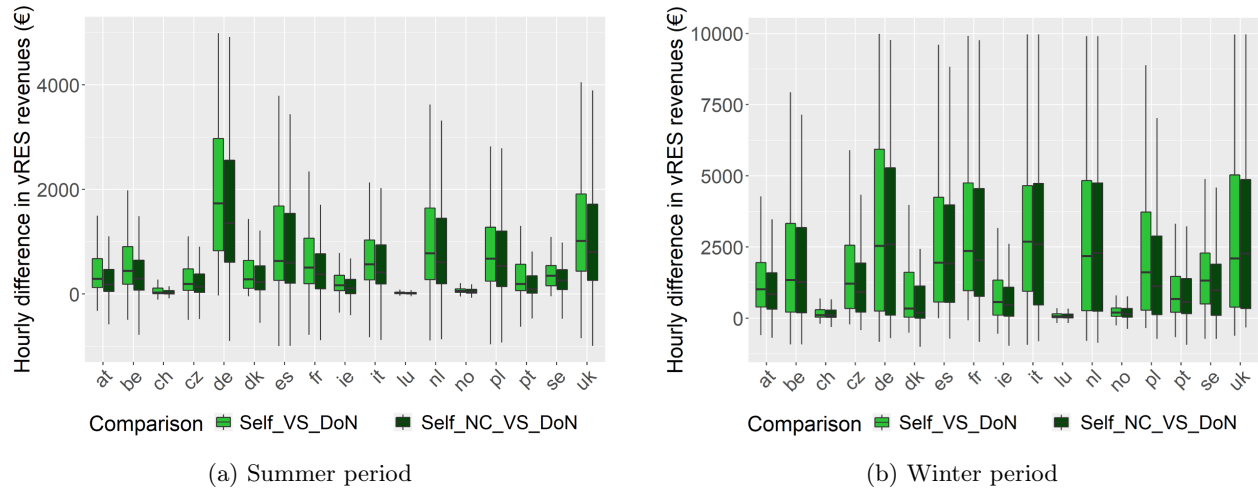 Hourly difference in vRES revenues (€)
4000
2000
0
at be ch cz de dk es fr ie it lu nl no pl pt se uk
Comparison Self_VS_DoN Self_NC_VS_DoN
(a) Summer period
Hourly difference in vRES revenues (€)
10000
7500
5000
2500
0
at be ch cz de dk es fr ie it lu nl no pl pt se uk
Comparison Self_VS_DoN Self_NC_VS_DoN
(b) Winter period